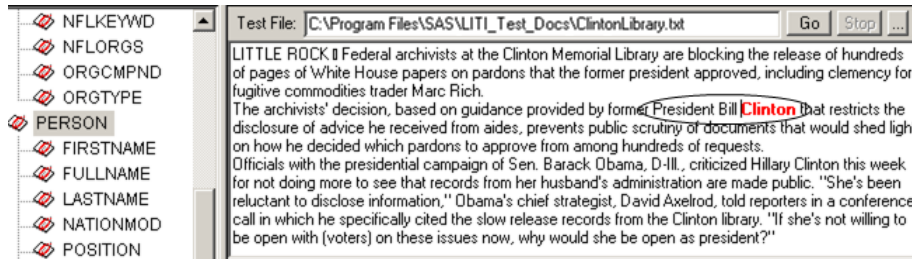 NFLKEYWD
NFLORGS
ORGCMPND
ORGTYPE
PERSON
FIRSTNAME
FULLNAME
LASTNAME
NATIONMOD
POSITION
Test File: C:\Program Files\SAS\LITI_Test_Docs\ClintonLibrary.txt Go Stop ...
LITTLE ROCK Federal archivists at the Clinton Memorial Library are blocking the release of hundreds
of pages of White House papers on pardons that the former president approved, including clemency for
fugitive commodities trader Marc Rich.
The archivists' decision, based on guidance provided by former President Bill Clinton that restricts the
disclosure of advice he received from aides, prevents public scrutiny of documents that would shed ligh
on how he decided which pardons to approve from among hundreds of requests.
Officials with the presidential campaign of Sen. Barack Obama, D-Ill., criticized Hillary Clinton this week
for not doing more to see that records from her husband's administration are made public. "She's been
reluctant to disclose information," Obama's chief strategist, David Axelrod, told reporters in a conference
call in which he specifically cited the slow release records from the Clinton library. "If she's not willing to
be open with (voters) on these issues now, why would she be open as president?"